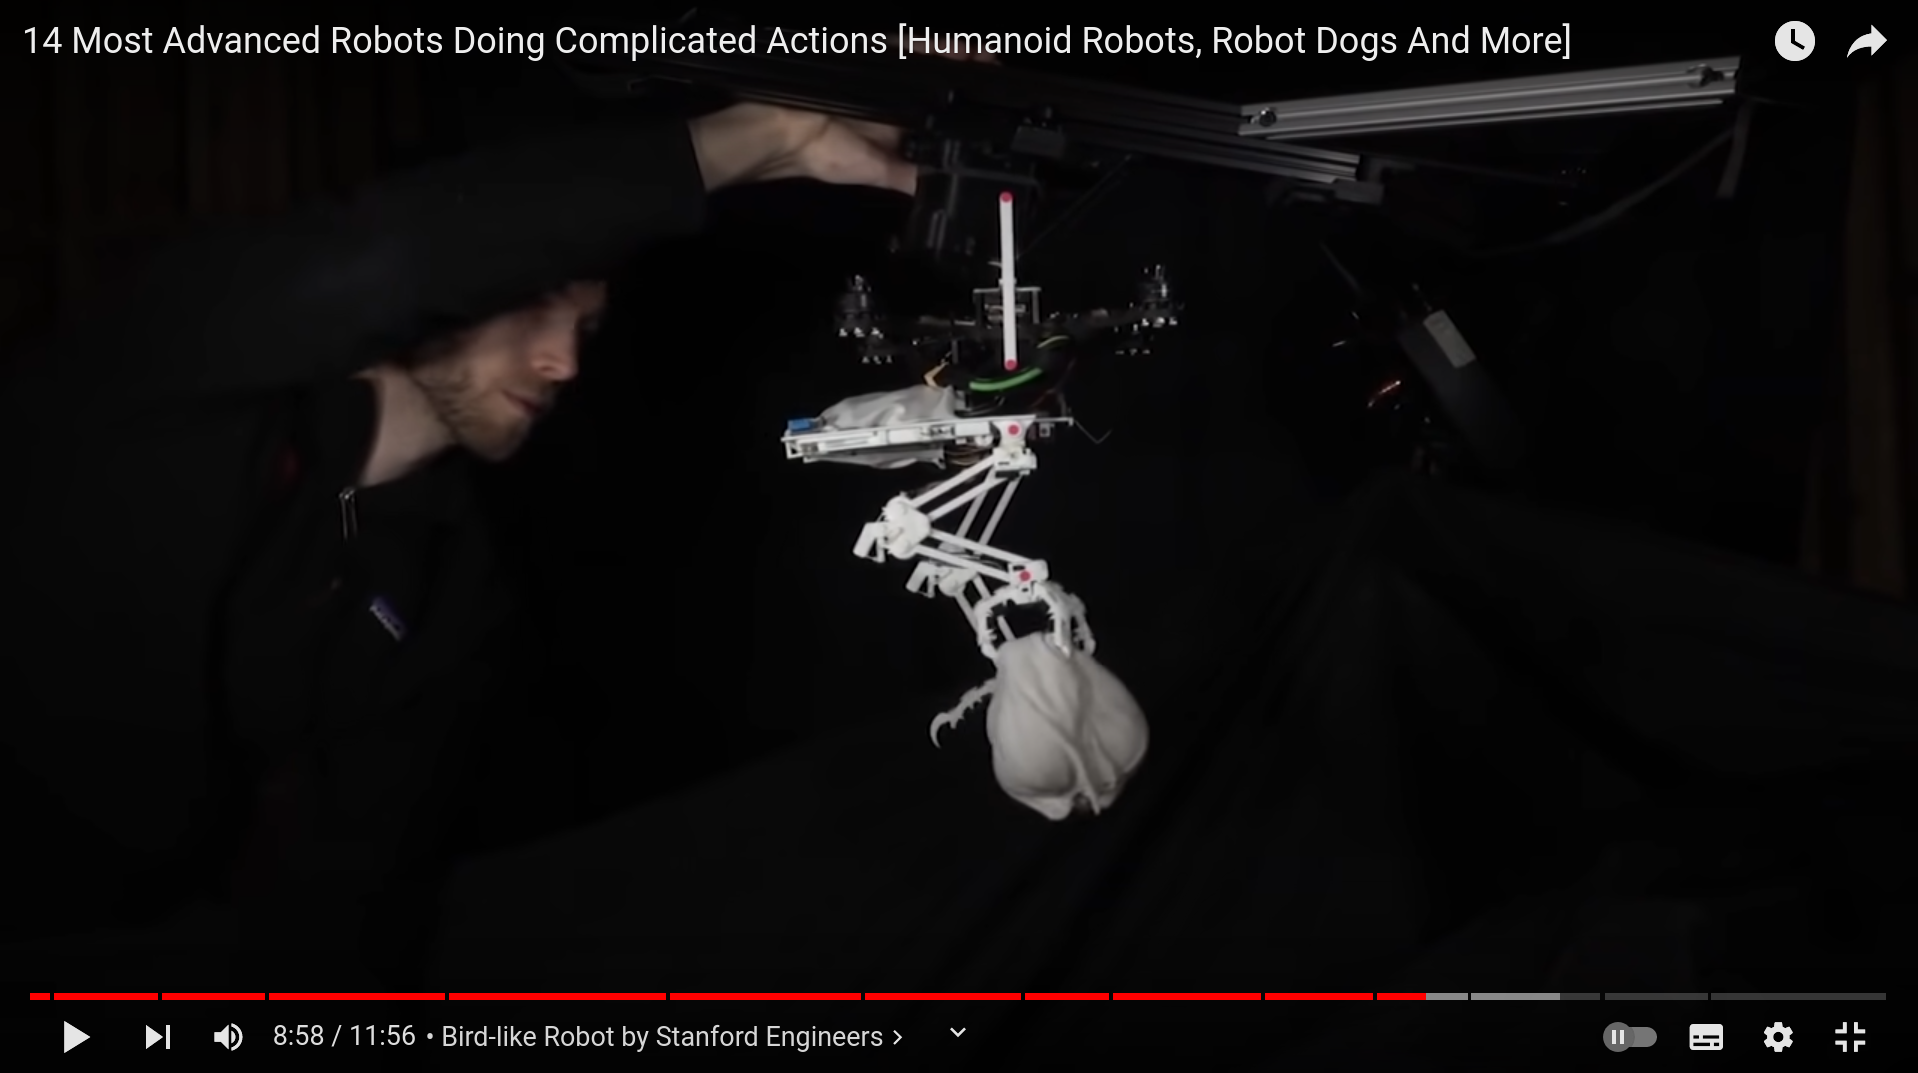 14 Most Advanced Robots Doing Complicated Actions [Humanoid Robots, Robot Dogs And More]
8:58 / 11:56 • Bird-like Robot by Stanford Engineers